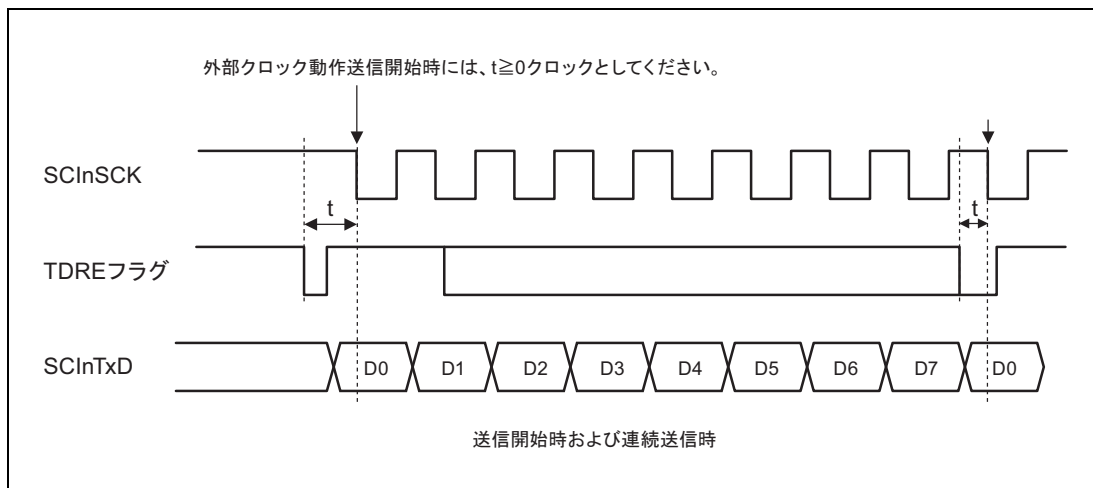 外部クロック動作送信開始時には、t≧0クロックとしてください。
SCInSCK
t
t
TDREフラグ
SCInTxD
D0
D1
D2
D3
D4
D5
D6
D7
D0
送信開始時および連続送信時